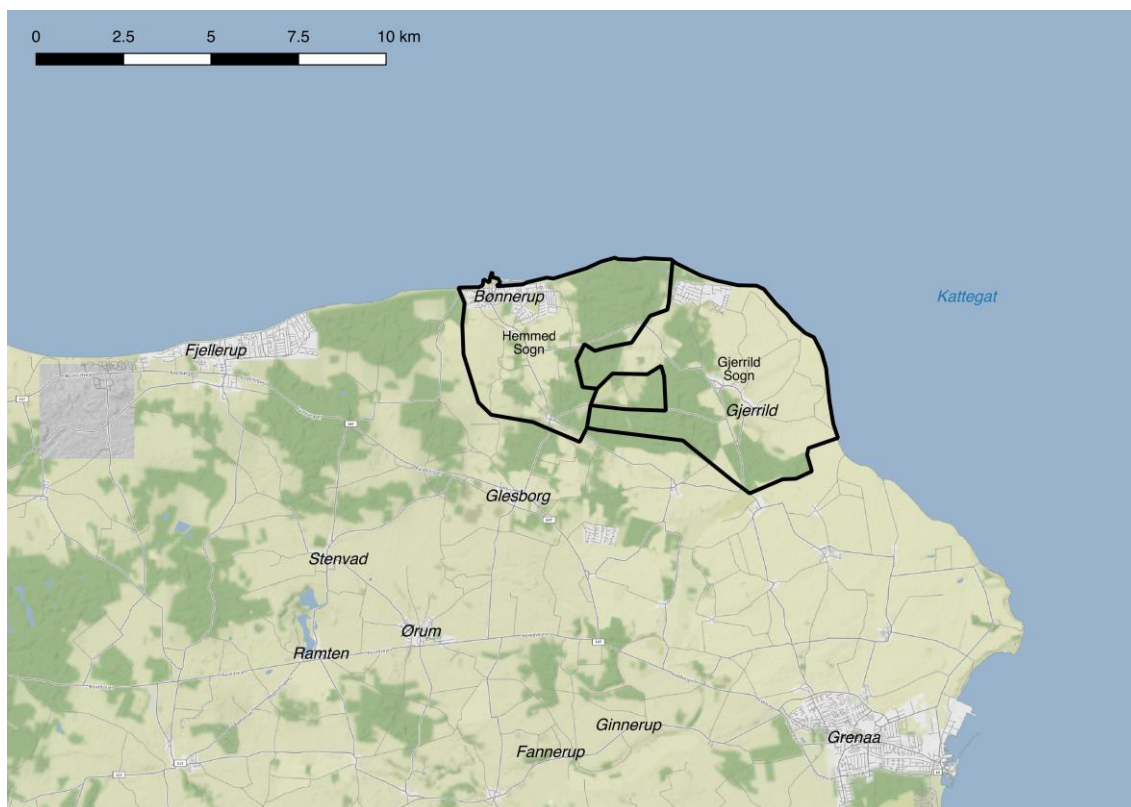 0 2.5 5 7.5 10 km
Bønnerup
Kattegat
Hemmed
Sogn
Fjellerup
Gjerrild
Sogn
Gjerrild
Glesborg
Stenvad
Ørum
Ramten
Ginnerup
Grenaa
Fannerup